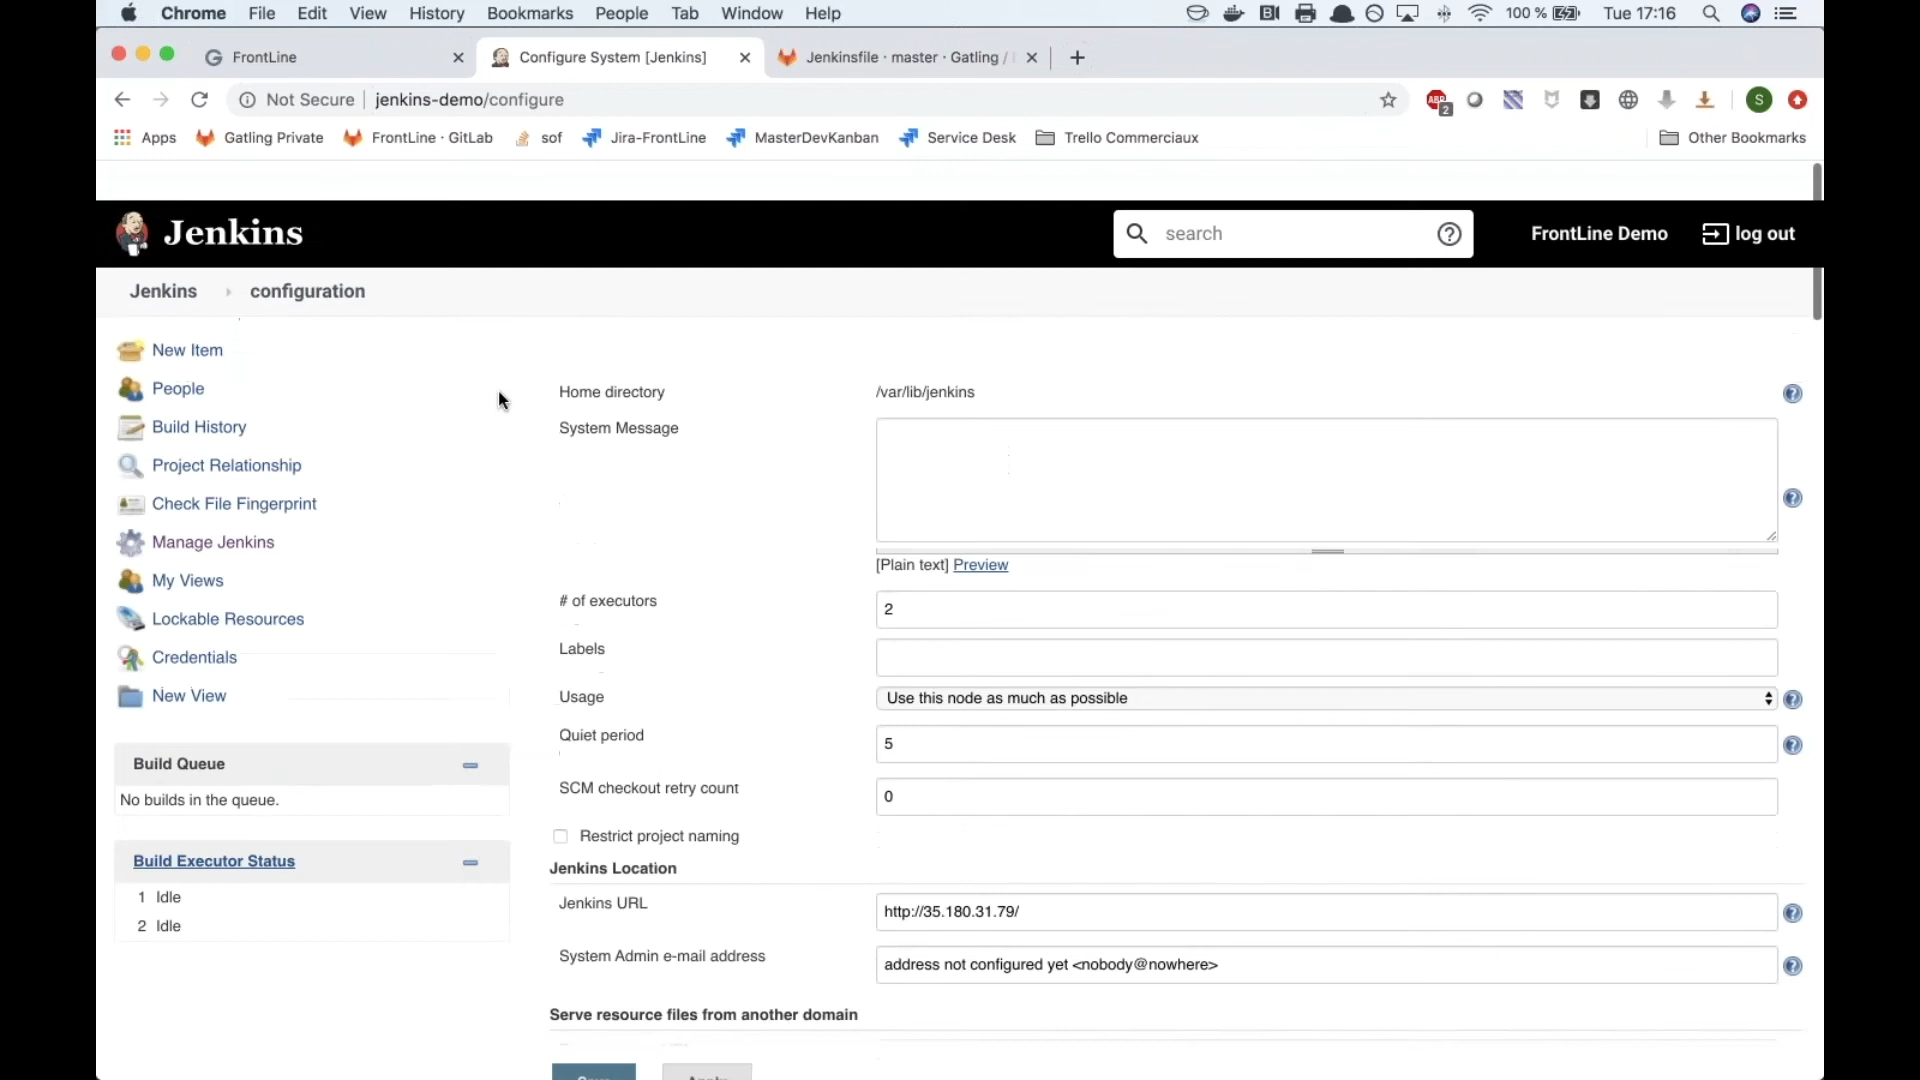 Chrome File Edit View History Bookmarks People Tab Window Help 100 % Tue 17:16
FrontLine Configure System [Jenkins] Jenkinsfile · master · Gatling /
Not Secure jenkins-demo/configure ABP 2 S
Apps Gatling Private FrontLine · GitLab sof Jira-FrontLine MasterDevKanban Service Desk Trello Commerciaux Other Bookmarks
Jenkins search FrontLine Demo log out
Jenkins configuration
New Item
People
Build History
Project Relationship
Check File Fingerprint
Manage Jenkins
My Views
Lockable Resources
Credentials
New View
Build Queue
No builds in the queue.
Build Executor Status
1 Idle
2 Idle
Home directory /var/lib/jenkins
System Message
[Plain text] Preview
# of executors 2
Labels
Usage Use this node as much as possible
Quiet period 5
SCM checkout retry count 0
Restrict project naming
Jenkins Location
Jenkins URL http://35.180.31.79/
System Admin e-mail address address not configured yet <nobody@nowhere>
Serve resource files from another domain